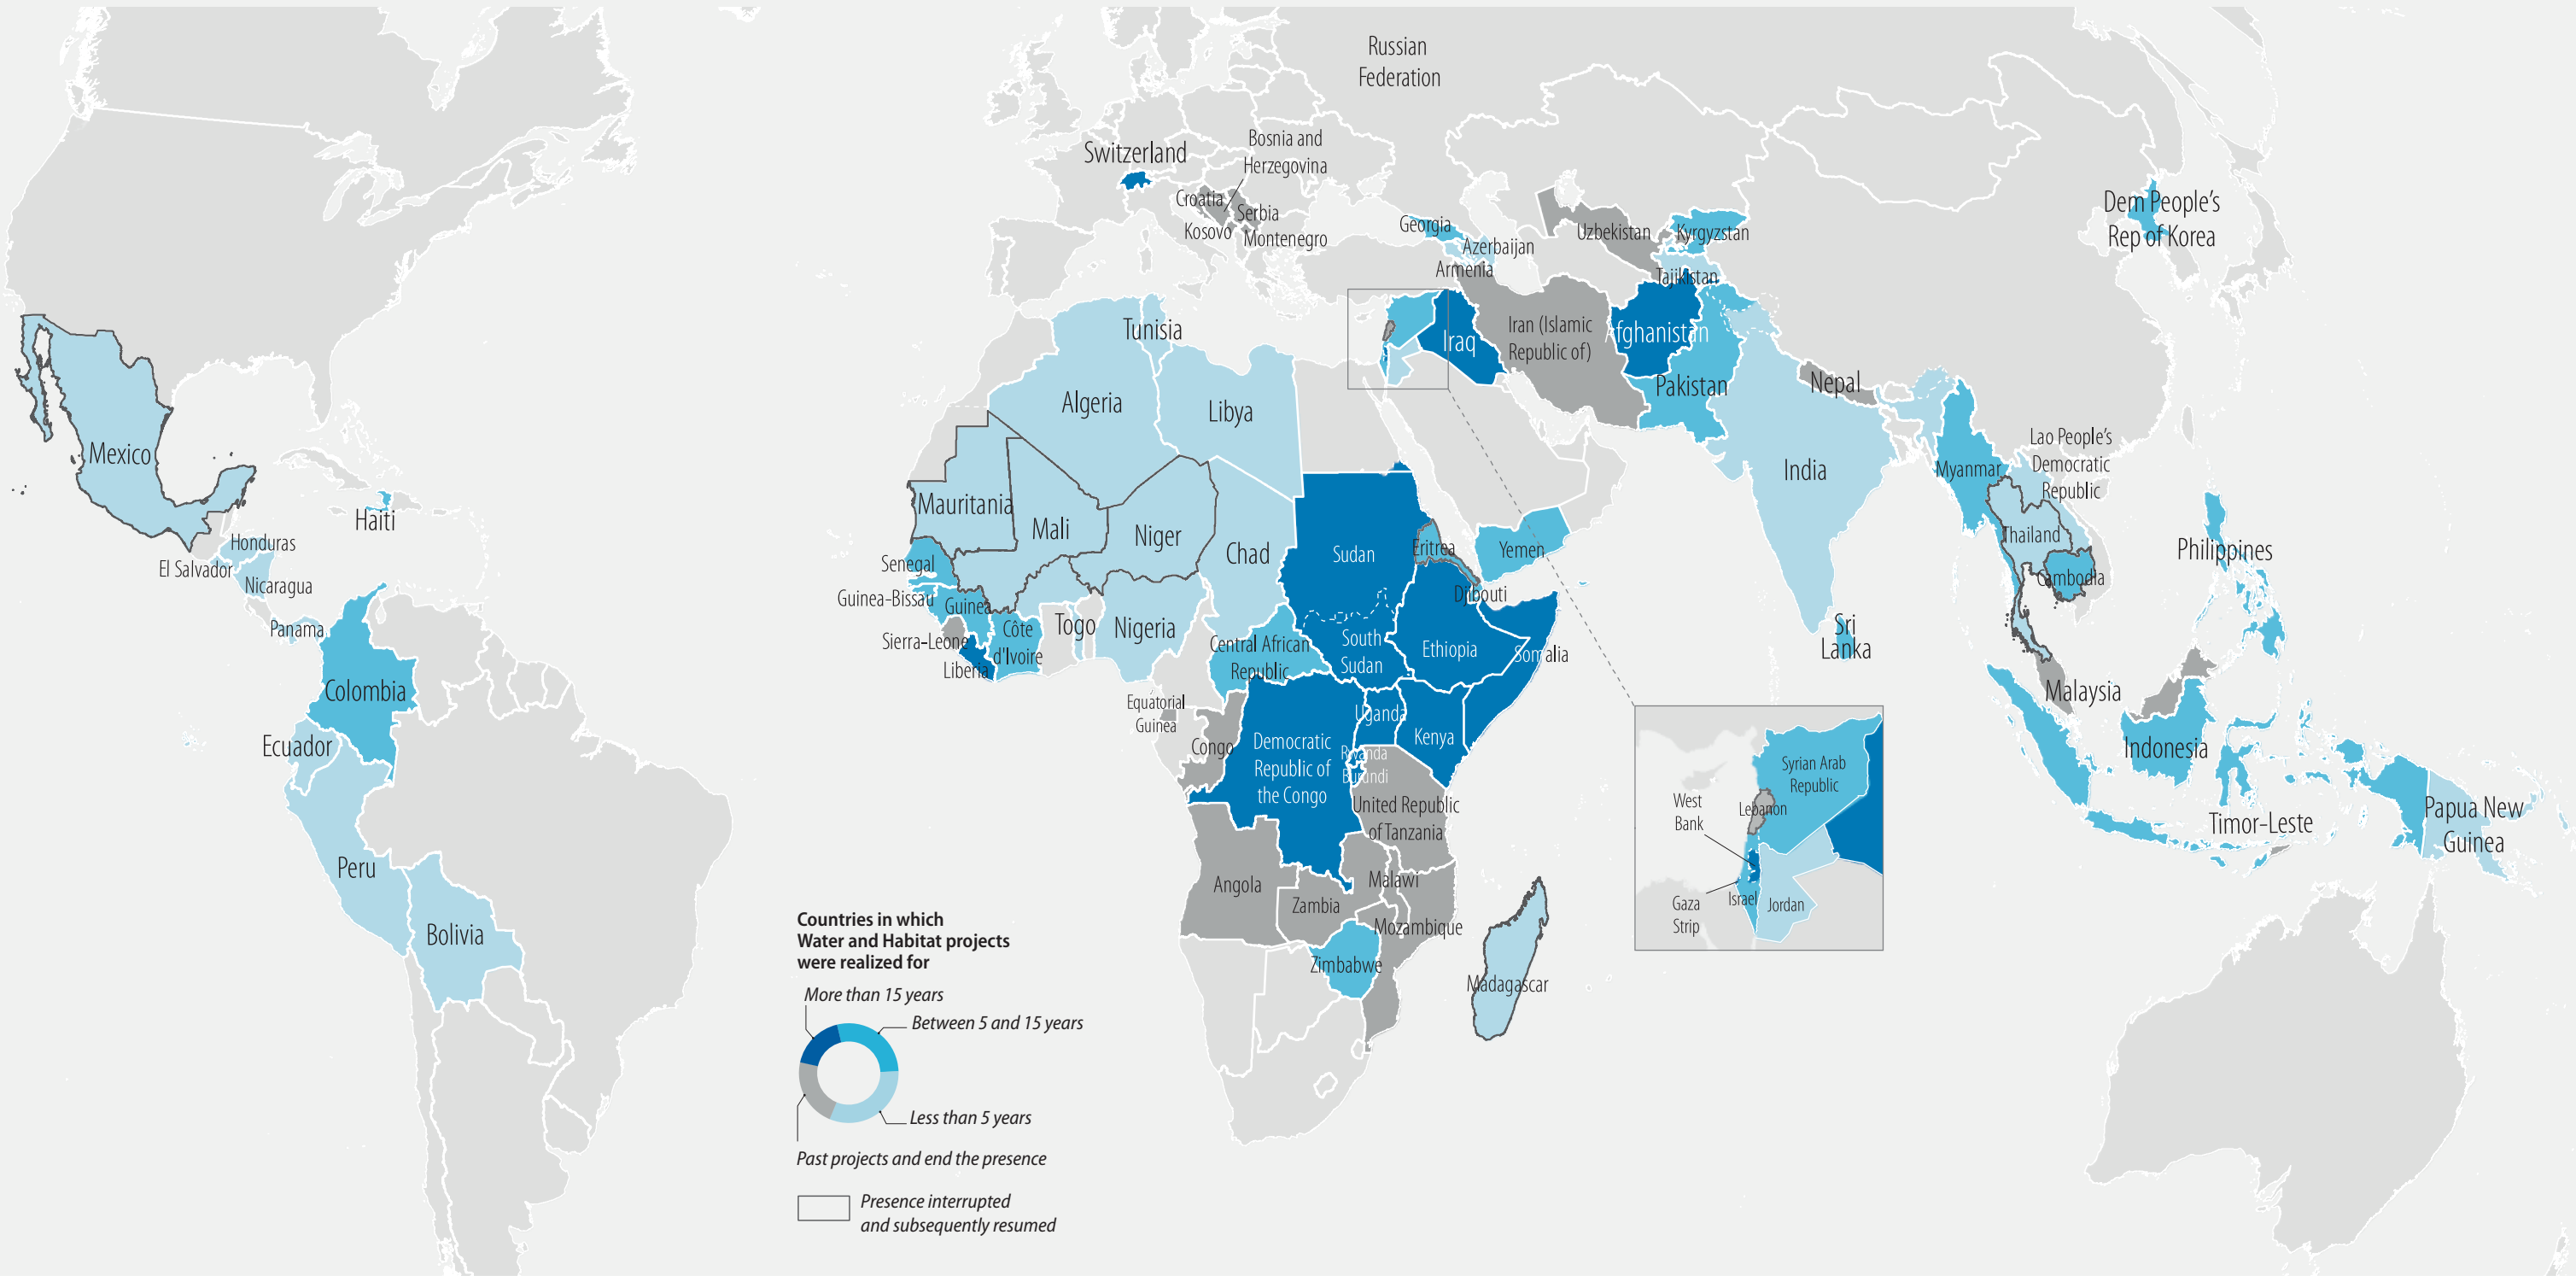 Russian
Federation
Switzerland
Bosnia and
Herzegovina
Croatia
Serbia
Kosovo
Montenegro
Georgia
Azerbaijan
Armenia
Uzbekistan
Kyrgyzstan
Tajikistan
Dem People’s
Rep of Korea
Tunisia
Algeria
Libya
Iraq
Iran (Islamic
Republic of)
Afghanistan
Pakistan
Nepal
India
Myanmar
Lao People’s
Democratic
Republic
Thailand
Cambodia
Philippines
Sri
Lanka
Malaysia
Indonesia
Timor-Leste
Papua New
Guinea
Mexico
Haiti
Honduras
El Salvador
Nicaragua
Panama
Colombia
Ecuador
Peru
Bolivia
Mauritania
Mali
Niger
Chad
Sudan
Eritrea
Yemen
Djibouti
Senegal
Guinea-Bissau
Guinea
Sierra-Leone
Liberia
Côte
d'Ivoire
Togo
Nigeria
Central African
Republic
South
Sudan
Ethiopia
Somalia
Equatorial
Guinea
Congo
Democratic
Republic of
the Congo
Uganda
Kenya
Rwanda
Burundi
United Republic
of Tanzania
Angola
Zambia
Malawi
Mozambique
Zimbabwe
Madagascar
Syrian Arab
Republic
Lebanon
West
Bank
Gaza
Strip
Israel
Jordan
Countries in which
Water and Habitat projects
were realized for
More than 15 years
Between 5 and 15 years
Less than 5 years
Past projects and end the presence
Presence interrupted
and subsequently resumed